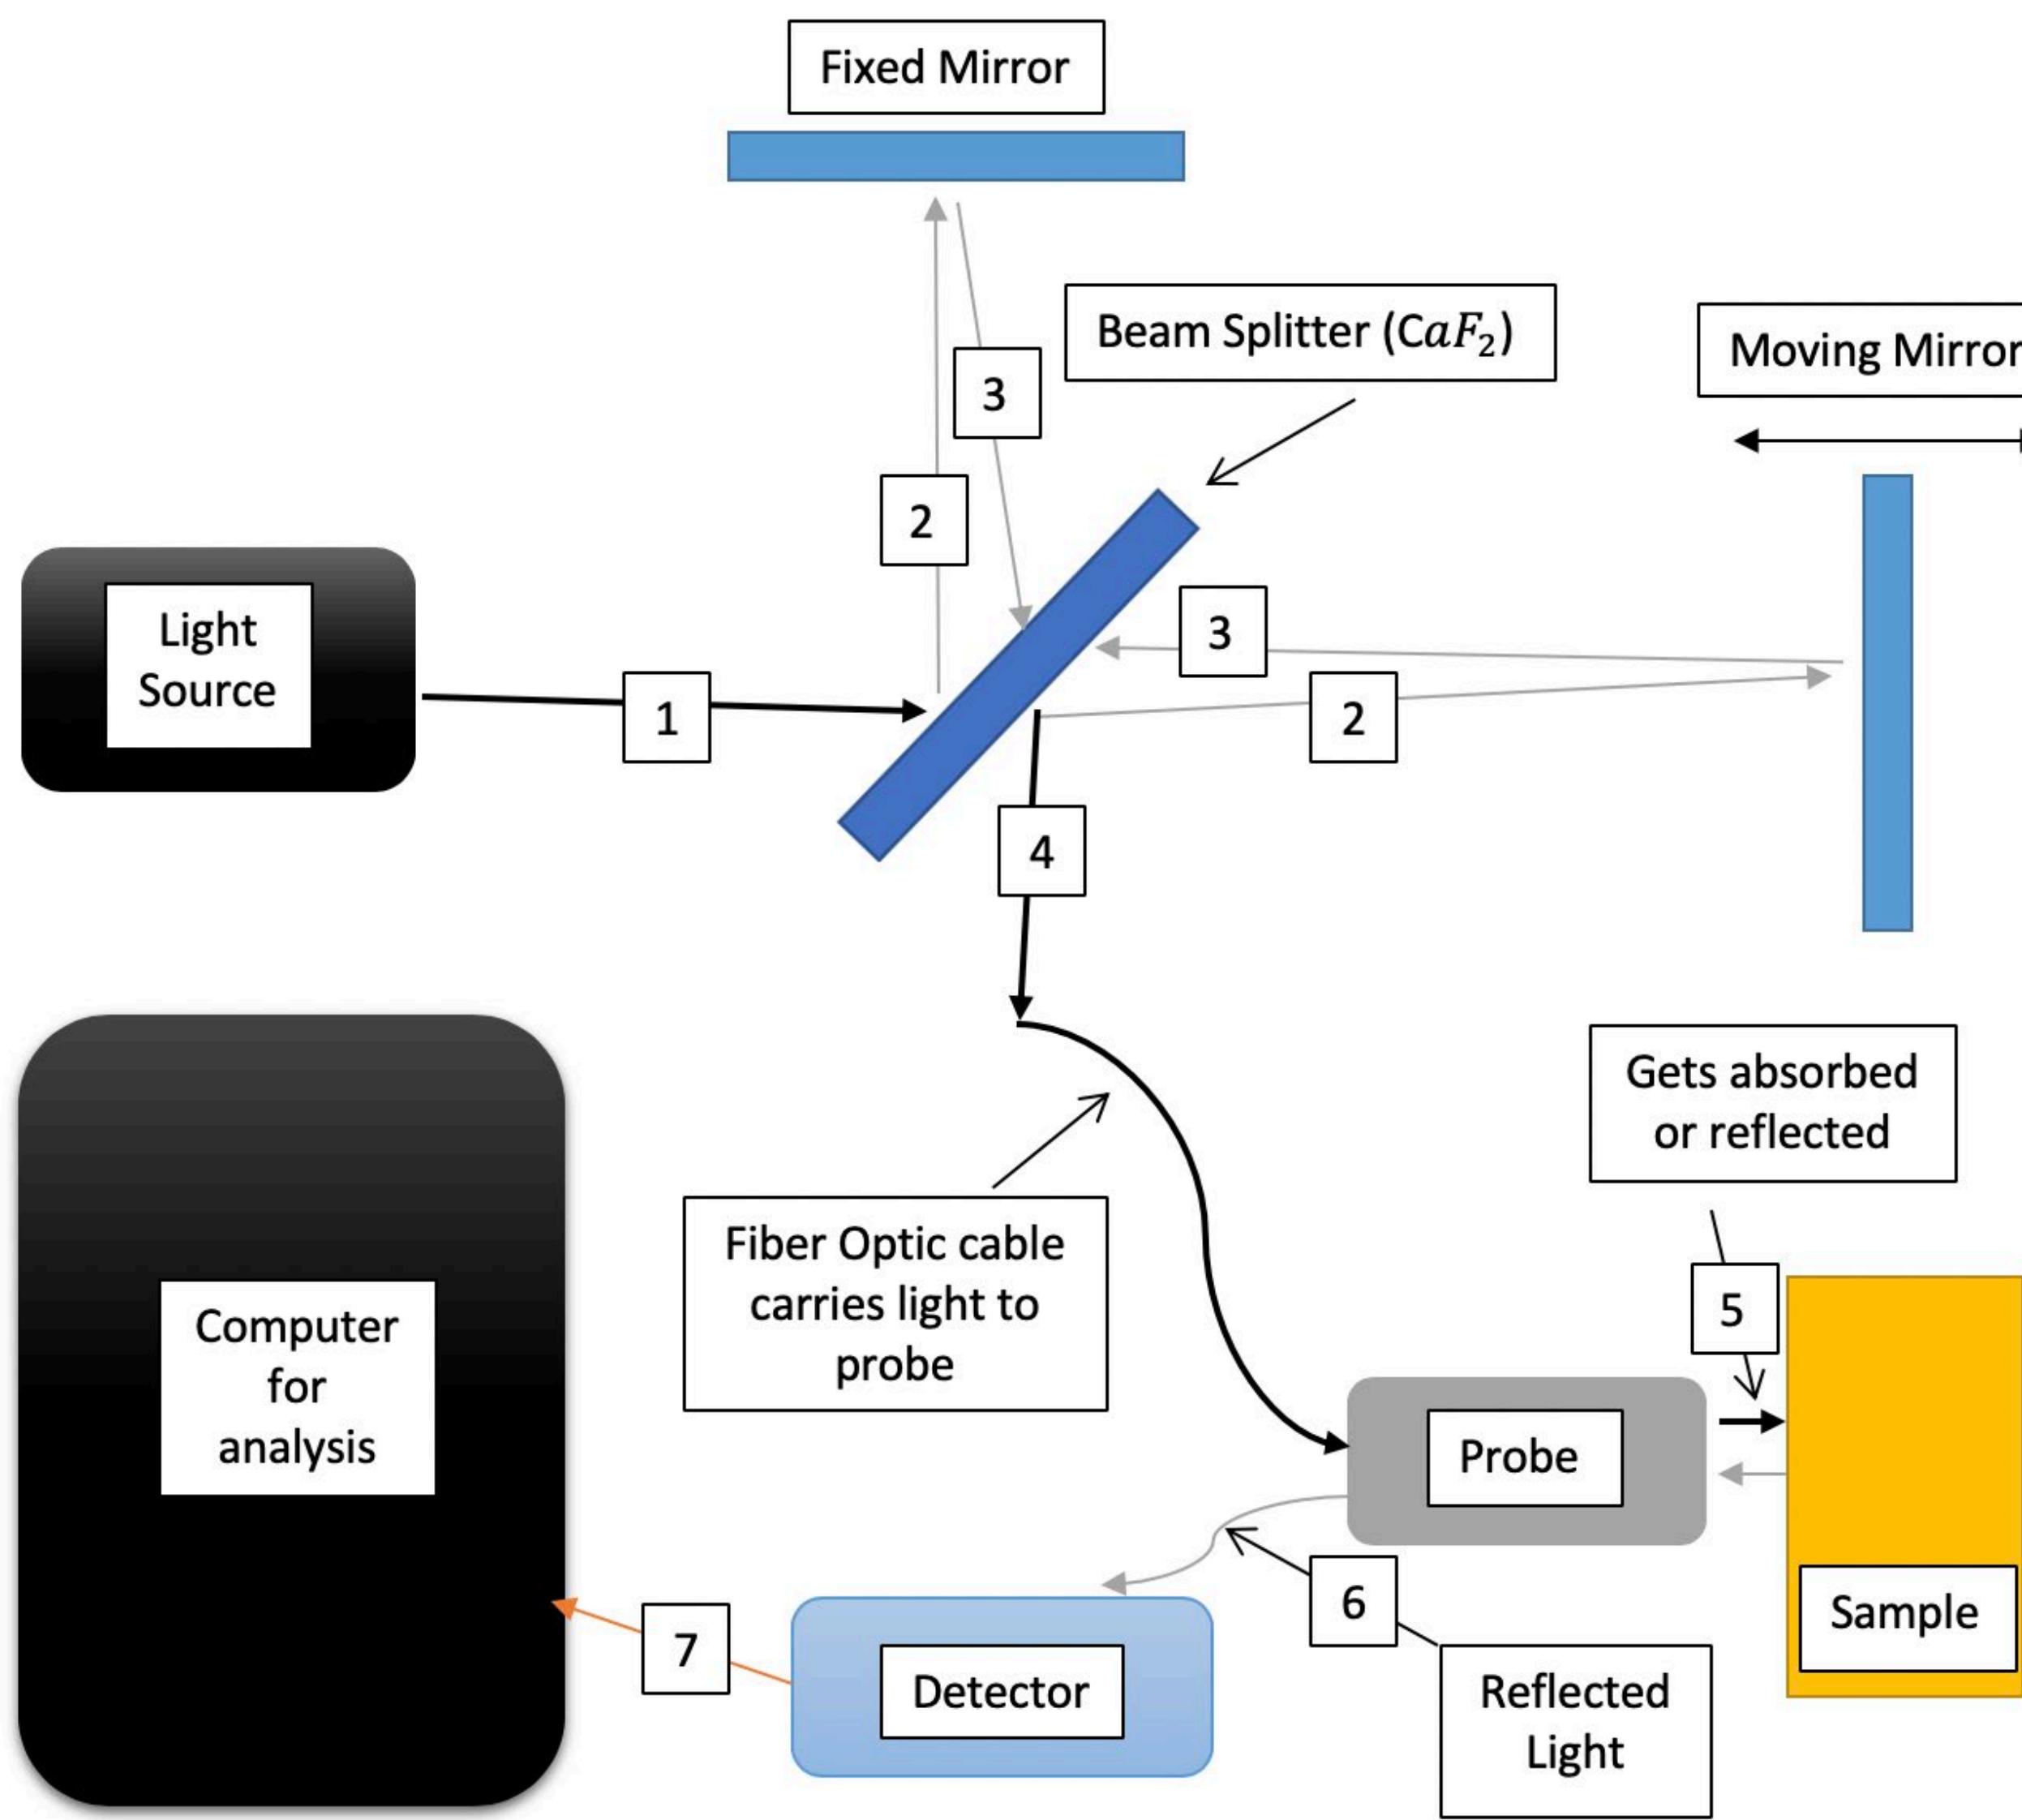 Fixed Mirror
Beam Splitter (CaF₂)
Moving Mirror
3
2
Light
Source
3
1
2
4
Gets absorbed
or reflected
Fiber Optic cable
carries light to
probe
5
Computer
for
analysis
Probe
6
Sample
7
Detector
Reflected
Light